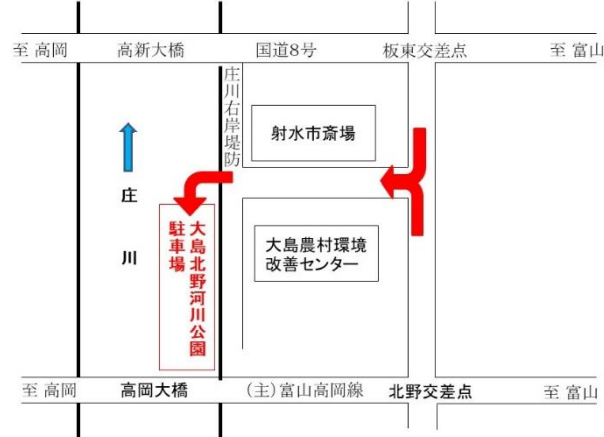 至 高岡
高新大橋
国道8号
板東交差点
至 富山
庄川右岸堤防
射水市斎場
庄
川
大島北野河川公園
駐車場
大島農村環境
改善センター
至 高岡
高岡大橋
(主)富山高岡線
北野交差点
至 富山